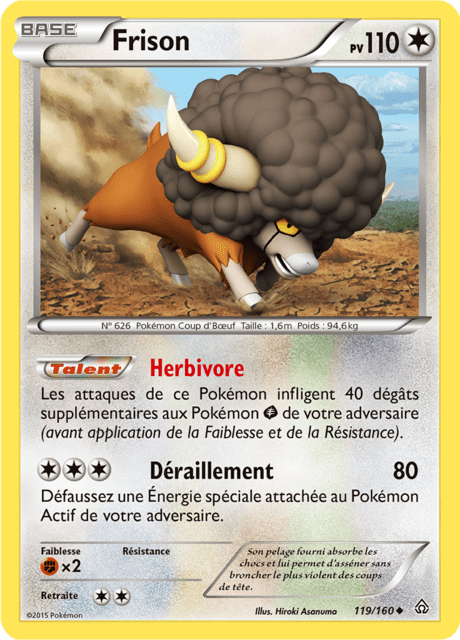 BASE
Frison
PV110
N° 626 Pokémon Coup d'Bœuf Taille : 1,6m Poids : 94,6kg
Talent Herbivore
Les attaques de ce Pokémon infligent 40 dégâts
supplémentaires aux Pokémon de votre adversaire
(avant application de la Faiblesse et de la Résistance).
Déraillement 80
Défaussez une Énergie spéciale attachée au Pokémon
Actif de votre adversaire.
Faiblesse Résistance
×2
Retraite
Son pelage fourni absorbe les
chocs et lui permet d'asséner sans
broncher le plus violent des coups
de tête.
©2015 Pokémon
Illus. Hiroki Asanuma
119/160